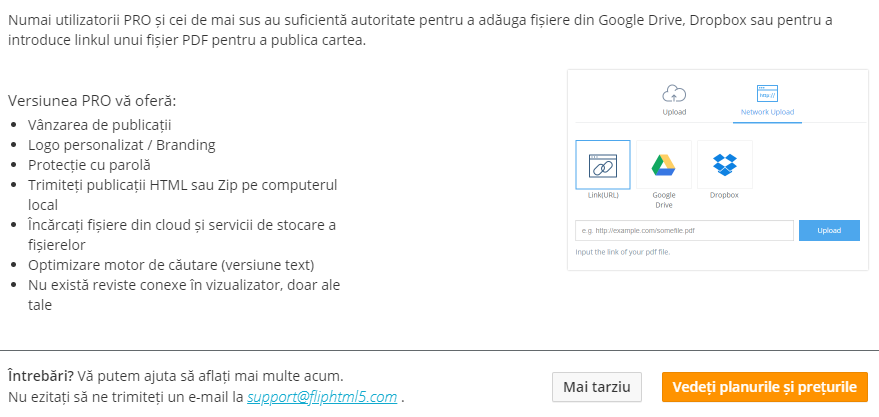 Numai utilizatorii PRO și cei de mai sus au suficientă autoritate pentru a adăuga fișiere din Google Drive, Dropbox sau pentru a
introduce linkul unui fișier PDF pentru a publica cartea.
Versiunea PRO vă oferă:
Vânzarea de publicații
Logo personalizat / Branding
Protecție cu parolă
Trimiteți publicații HTML sau Zip pe computerul
local
Încărcați fișiere din cloud și servicii de stocare a
fișierelor
Optimizare motor de căutare (versiune text)
Nu există reviste conexe în vizualizator, doar ale
tale
http://
Upload Network Upload
Link(URL) Google Dropbox
Drive
e.g. http://example.com/somefile.pdf Upload
Input the link of your pdf file.
Întrebări? Vă putem ajuta să aflați mai multe acum.
Nu ezitați să ne trimiteți un e-mail la support@fliphtml5.com .
Mai tarziu Vedeți planurile și prețurile